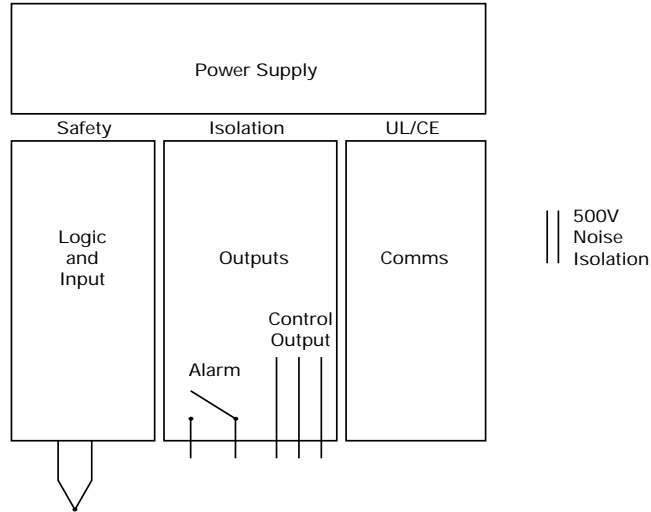 Power Supply
Safety
Isolation
UL/CE
Logic
and
Input
Outputs
Comms
500V
Noise
Isolation
Control
Output
Alarm